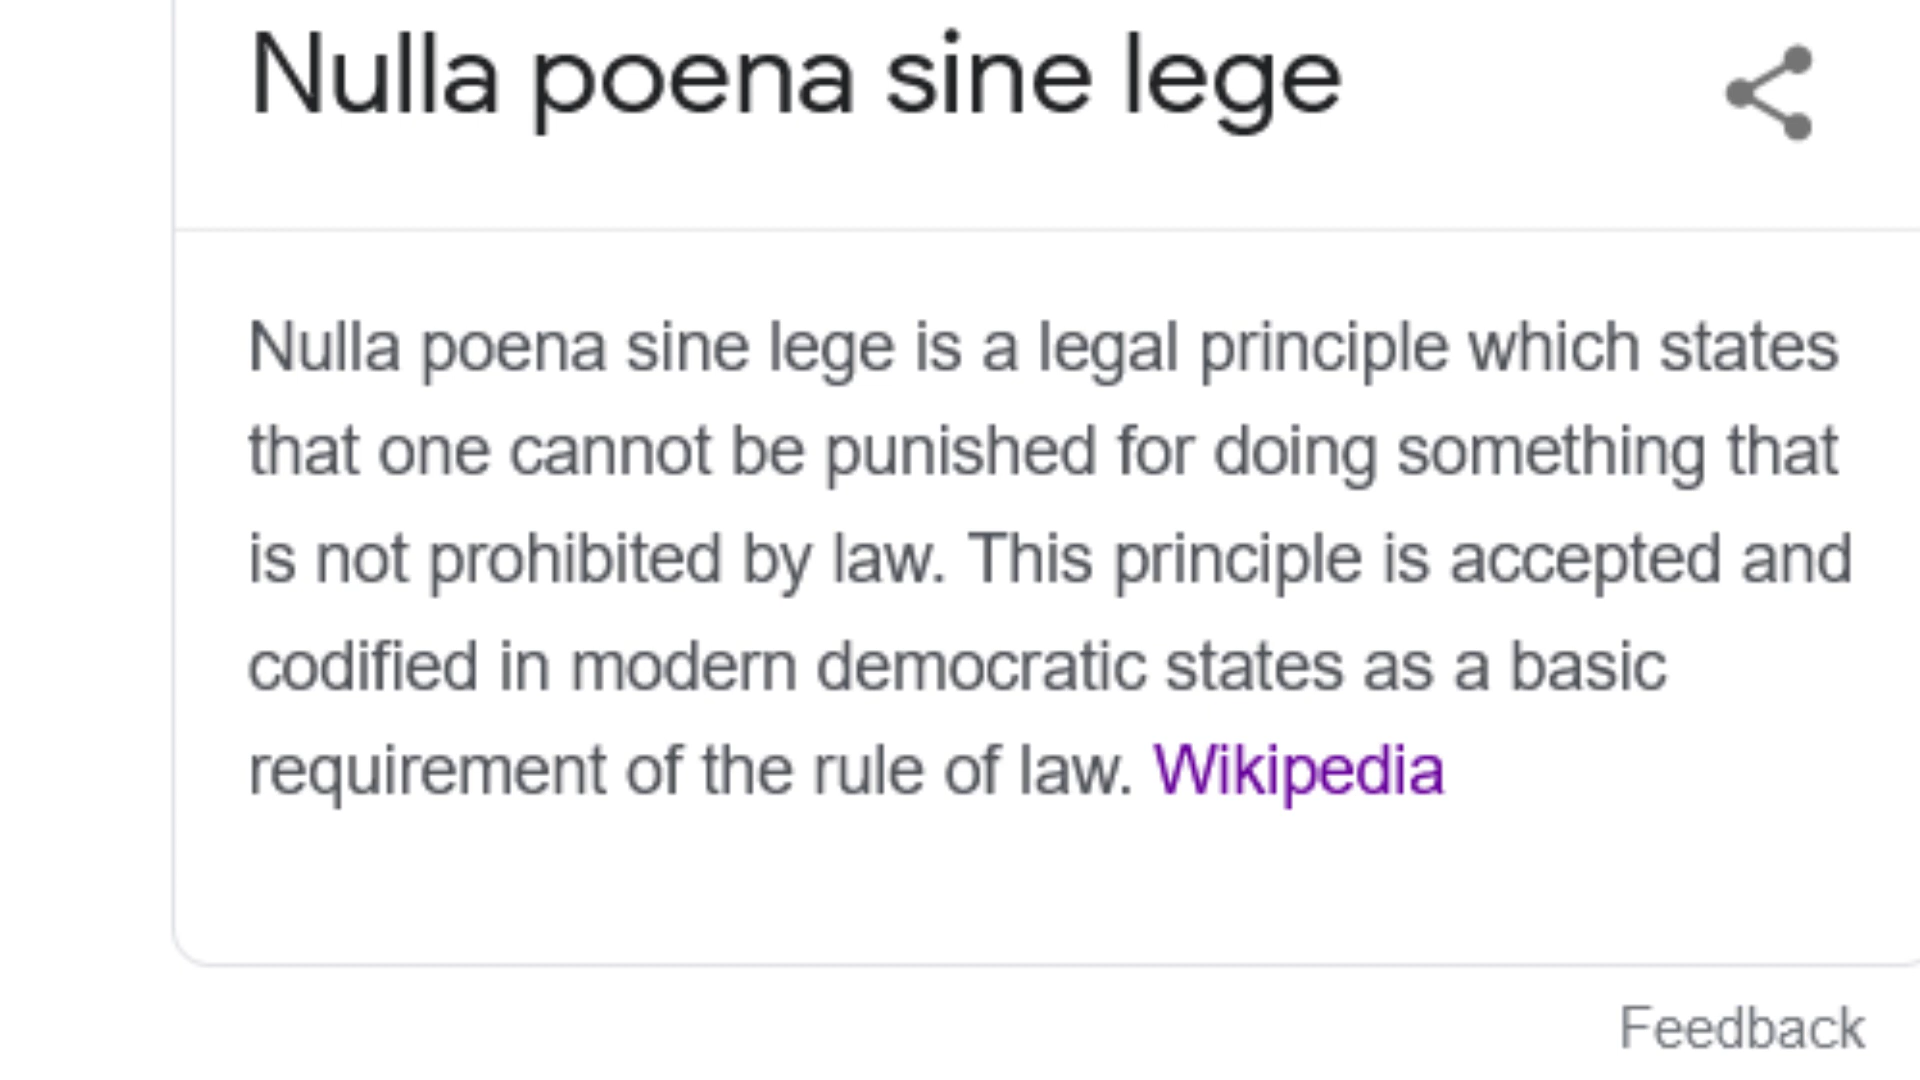 Nulla poena sine lege
Nulla poena sine lege is a legal principle which states
that one cannot be punished for doing something that
is not prohibited by law. This principle is accepted and
codified in modern democratic states as a basic
requirement of the rule of law. Wikipedia
Feedback